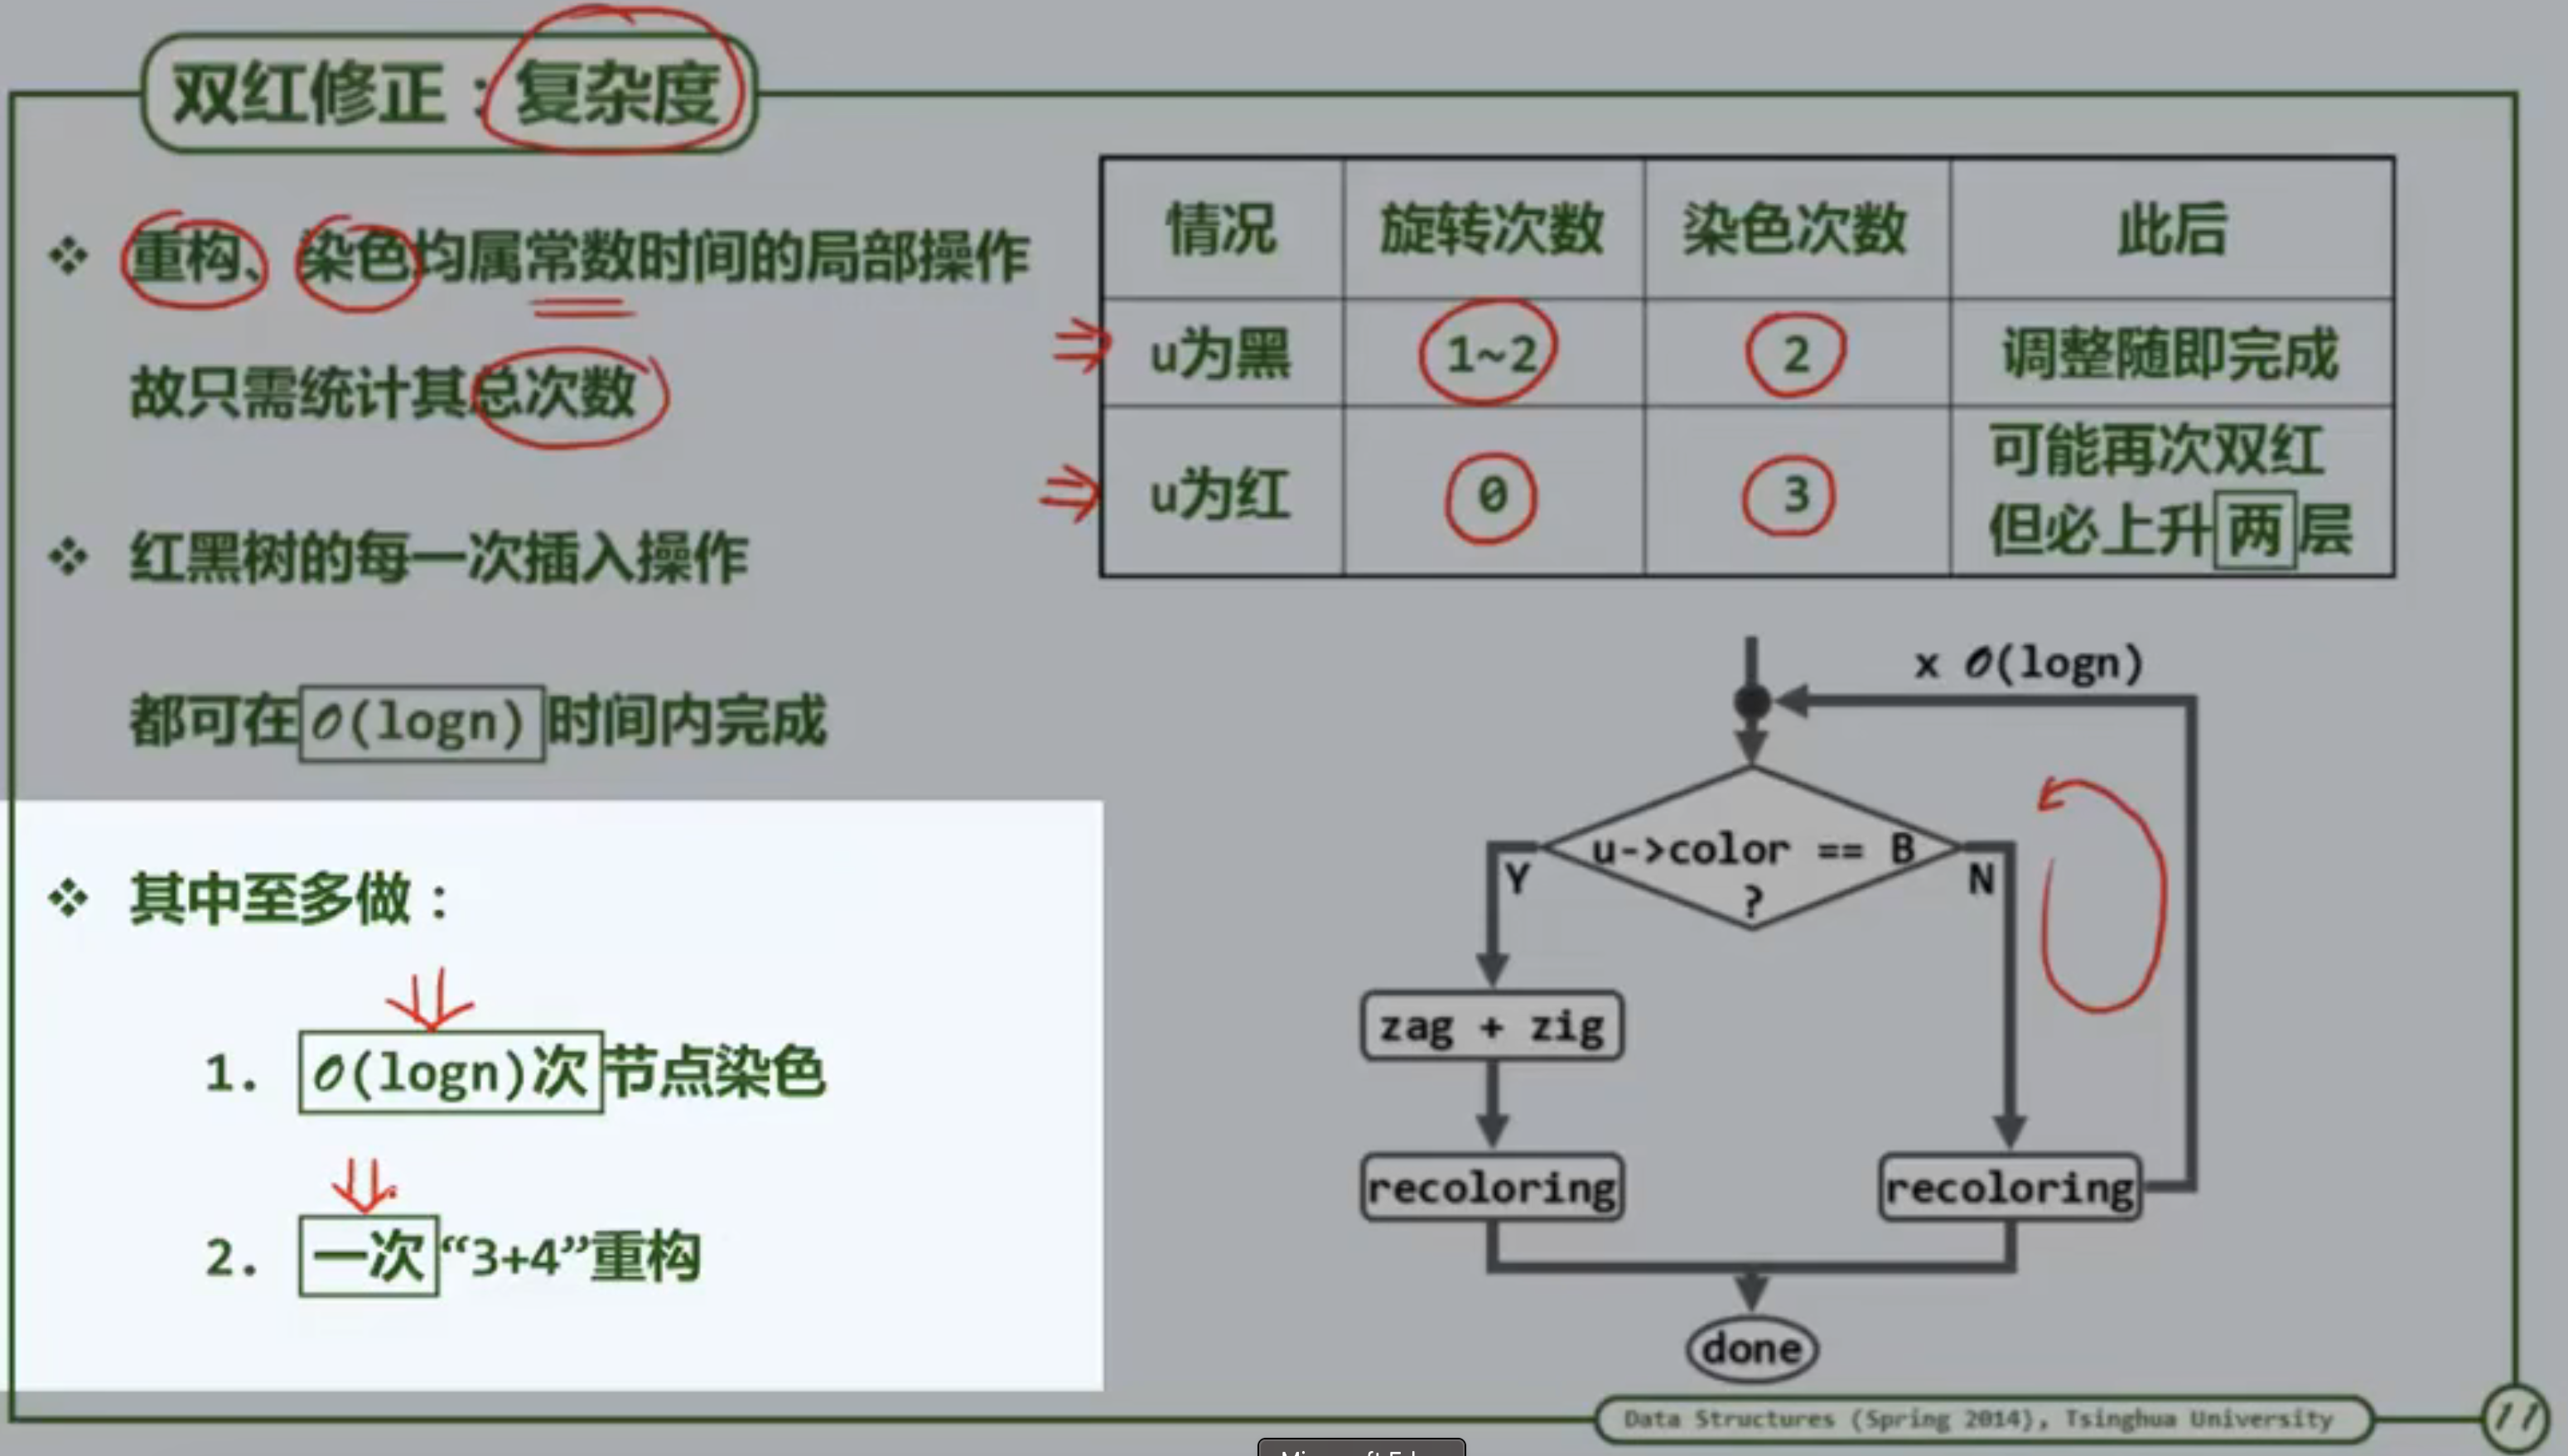 双红修正：复杂度
❖ 重构、染色均属常数时间的局部操作
故只需统计其总次数
❖ 红黑树的每一次插入操作
都可在O(logn)时间内完成
❖ 其中至多做：
1. O(logn)次节点染色
2. 一次“3+4”重构
情况 旋转次数 染色次数 此后
u为黑 1~2 2 调整随即完成
u为红 0 3 可能再次双红
但必上升两层
x O(logn)
u->color == B
?
Y N
zag + zig
recoloring recoloring
done
Data Structures (Spring 2014), Tsinghua University
11